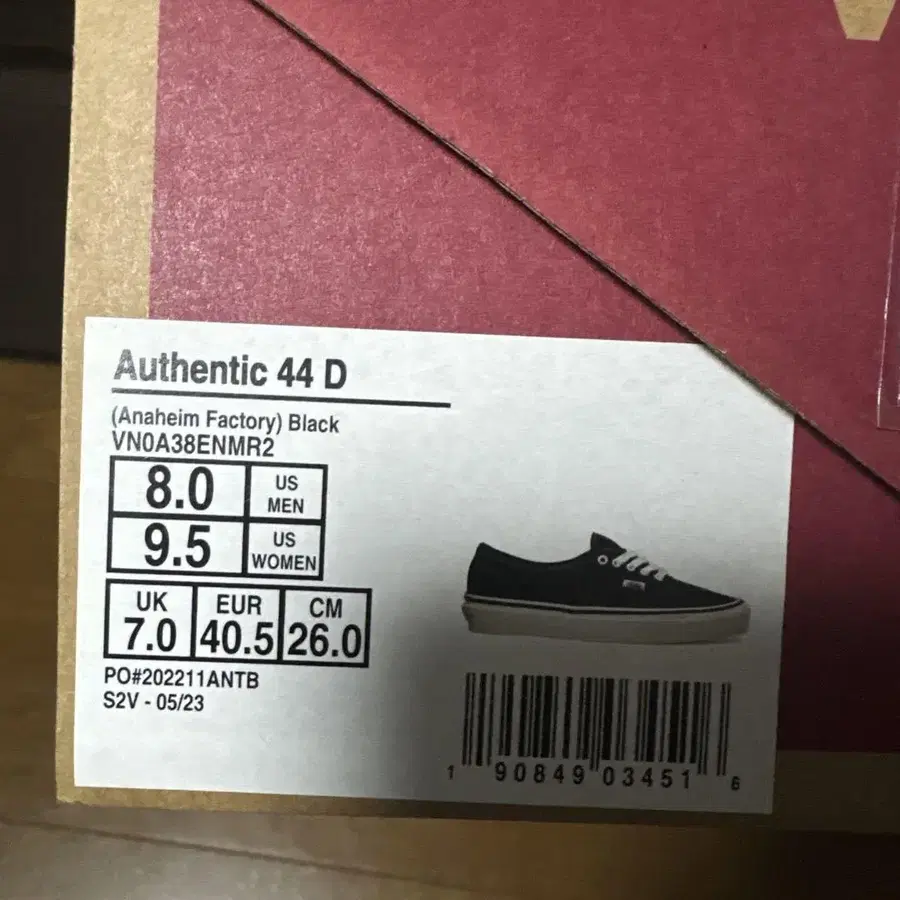 Authentic 44 D
(Anaheim Factory) Black
VN0A38ENMR2
8.0 US MEN
9.5 US WOMEN
UK EUR CM
7.0 40.5 26.0
PO#202211ANTB
S2V - 05/23
1 90849 03451 6